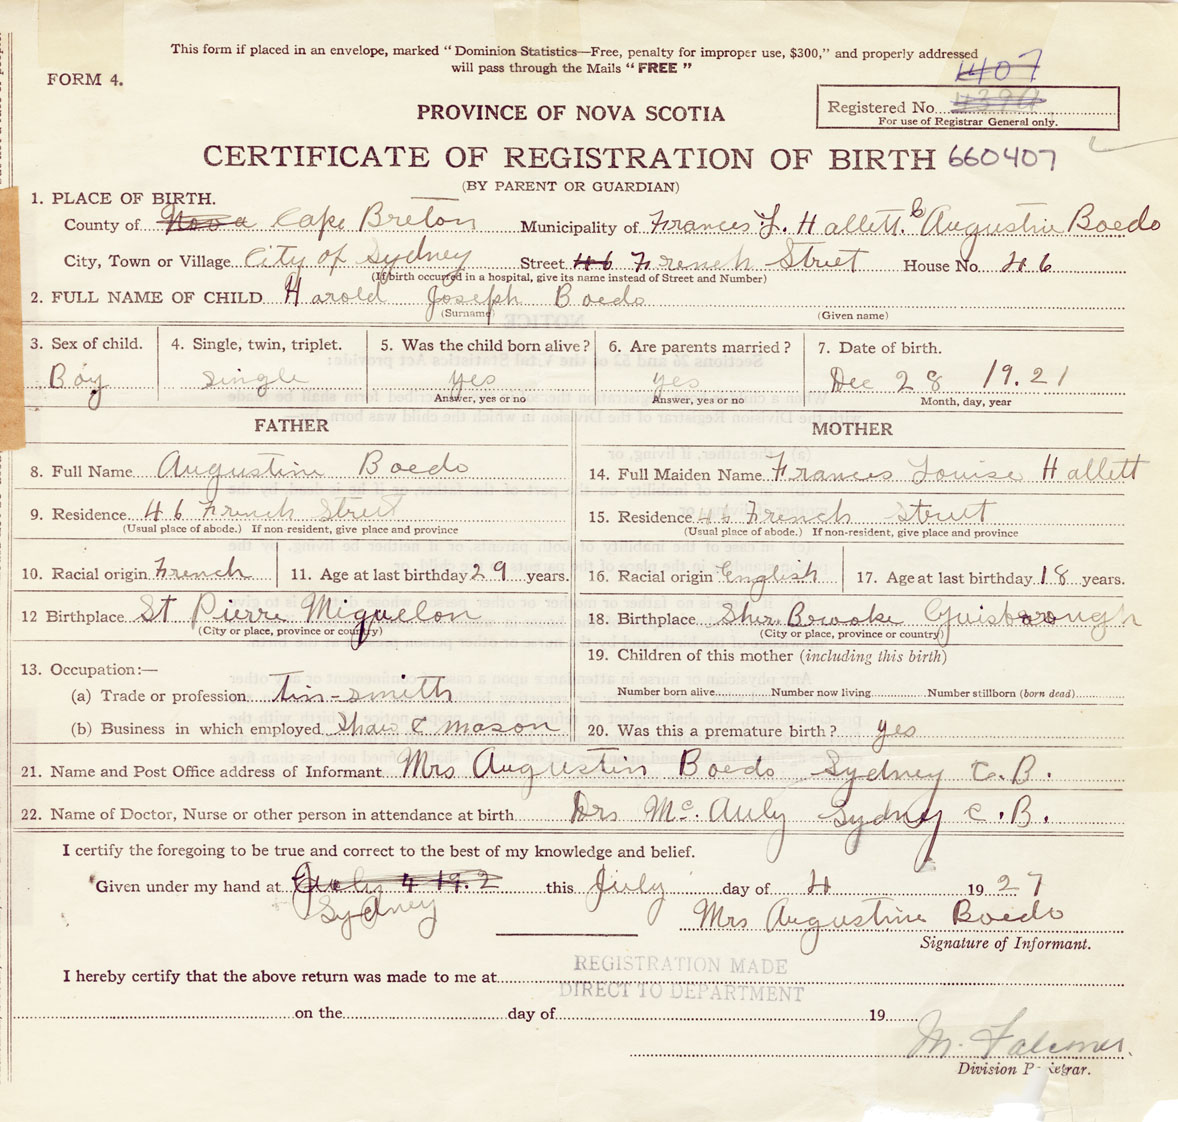 This form if placed in an envelope, marked "Dominion Statistics—Free, penalty for improper use, $300," and properly addressed
will pass through the Mails "FREE"
FORM 4.
407
PROVINCE OF NOVA SCOTIA
Registered No.
For use of Registrar General only.
CERTIFICATE OF REGISTRATION OF BIRTH 660407
(BY PARENT OR GUARDIAN)
1. PLACE OF BIRTH.
County of Nova Cape Breton Municipality of Frances L. Hallett. & Augustin Boedo
City, Town or Village City of Sydney Street 46 French Street House No. 46
(If birth occurred in a hospital, give its name instead of Street and Number)
2. FULL NAME OF CHILD Harold Joseph Boedo
(Surname) (Given name)
3. Sex of child. 4. Single, twin, triplet. 5. Was the child born alive? 6. Are parents married? 7. Date of birth.
Boy single yes yes Dec 28 19.21
Answer, yes or no Answer, yes or no Month, day, year
FATHER MOTHER
8. Full Name Augustin Boedo 14. Full Maiden Name Frances Louise Hallett
9. Residence 46 French Street 15. Residence 46 French Street
(Usual place of abode.) If non-resident, give place and province (Usual place of abode.) If non-resident, give place and province
10. Racial origin French 11. Age at last birthday 29 years. 16. Racial origin English 17. Age at last birthday 18 years.
12 Birthplace St Pierre Miguelon 18. Birthplace Sher Brooke Guisborough
(City or place, province or country) (City or place, province or country)
13. Occupation:— 19. Children of this mother (including this birth)
(a) Trade or profession tin-smith Number born alive Number now living Number stillborn (born dead)
(b) Business in which employed Shaw & Mason 20. Was this a premature birth? yes
21. Name and Post Office address of Informant Mrs Augustin Boedo Sydney C.B.
22. Name of Doctor, Nurse or other person in attendance at birth Drs Mc. Auly Sydney C.B.
I certify the foregoing to be true and correct to the best of my knowledge and belief.
Given under my hand at July 4 19.2 this July day of 4 1927
Sydney Mrs Augustin Boedo
Signature of Informant.
REGISTRATION MADE
I hereby certify that the above return was made to me at
DIRECT TO DEPARTMENT
on the day of 19
M. Falconer.
Division Registrar.